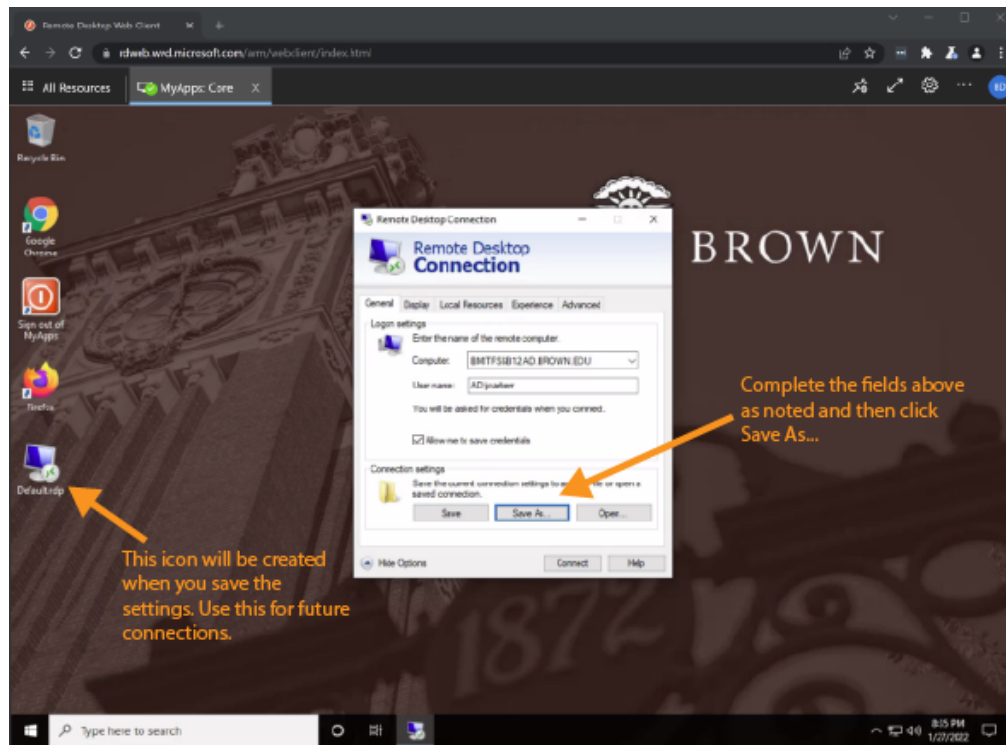 Remote Desktop Web Client
rdweb.wvd.microsoft.com/arm/webclient/index.html
All Resources
MyApps: Core
Recycle Bin
BROWN
Google
Chrome
Sign out of
MyApps
Firefox
Default.rdp
Remote Desktop Connection
Remote Desktop
Connection
General Display Local Resources Experience Advanced
Logon settings
Enter the name of the remote computer.
Computer:
User name:
You will be asked for credentials when you connect.
Allow me to save credentials
Connection settings
Save the current connection settings to an file or open a
saved connection.
Save Save As... Open...
Hide Options Connect Help
Complete the fields above
as noted and then click
Save As...
This icon will be created
when you save the
settings. Use this for future
connections.
1872
Type here to search
8:35 PM
1/27/2022